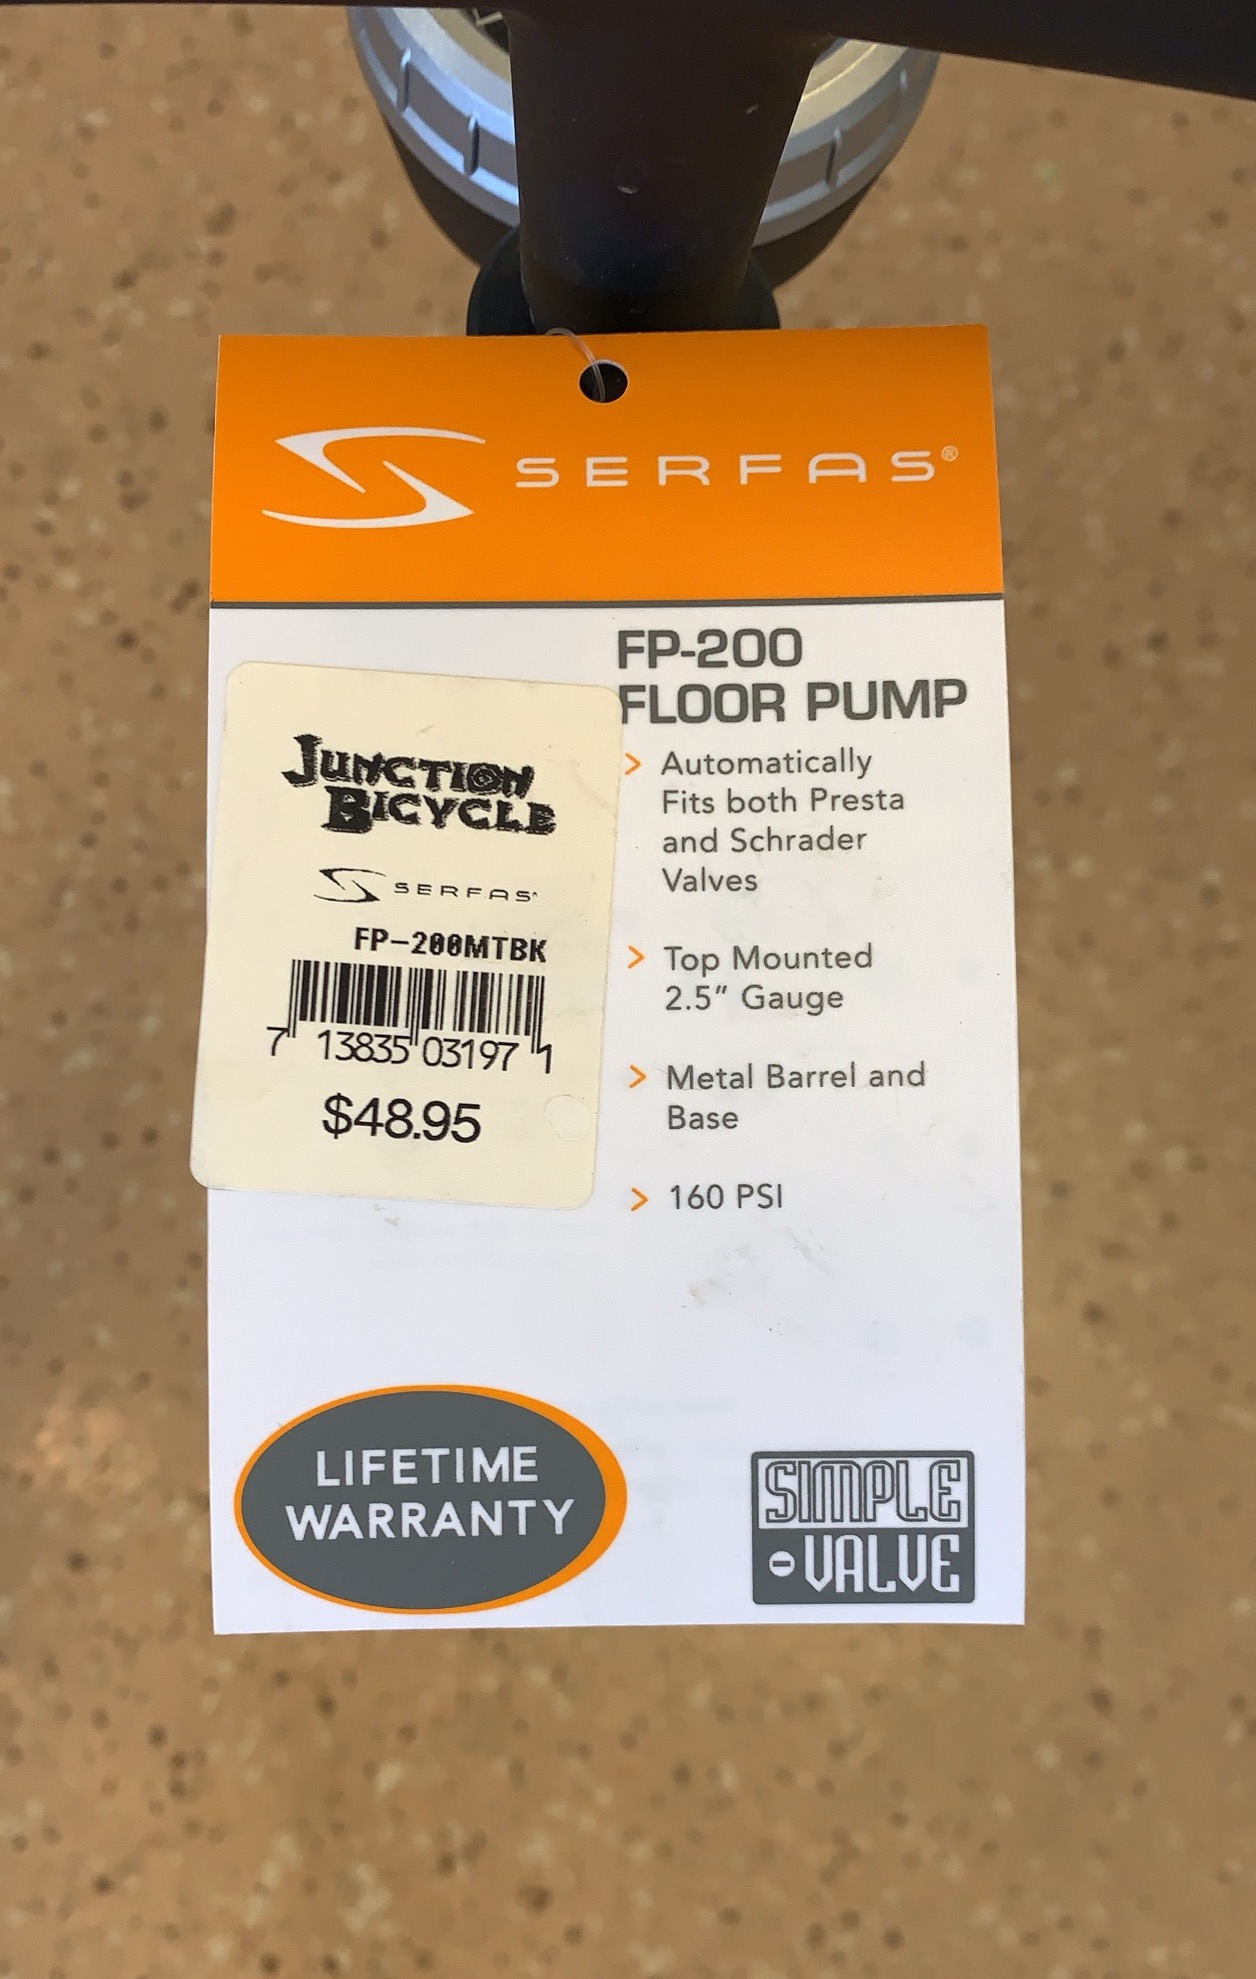 SERFAS®
FP-200
FLOOR PUMP
> Automatically
Fits both Presta
and Schrader
Valves
> Top Mounted
2.5" Gauge
> Metal Barrel and
Base
> 160 PSI
JUNCTION
BICYCLE
SERFAS
FP-200MTBK
7 13835 03197 1
$48.95
LIFETIME
WARRANTY
SIMPLE
VALVE